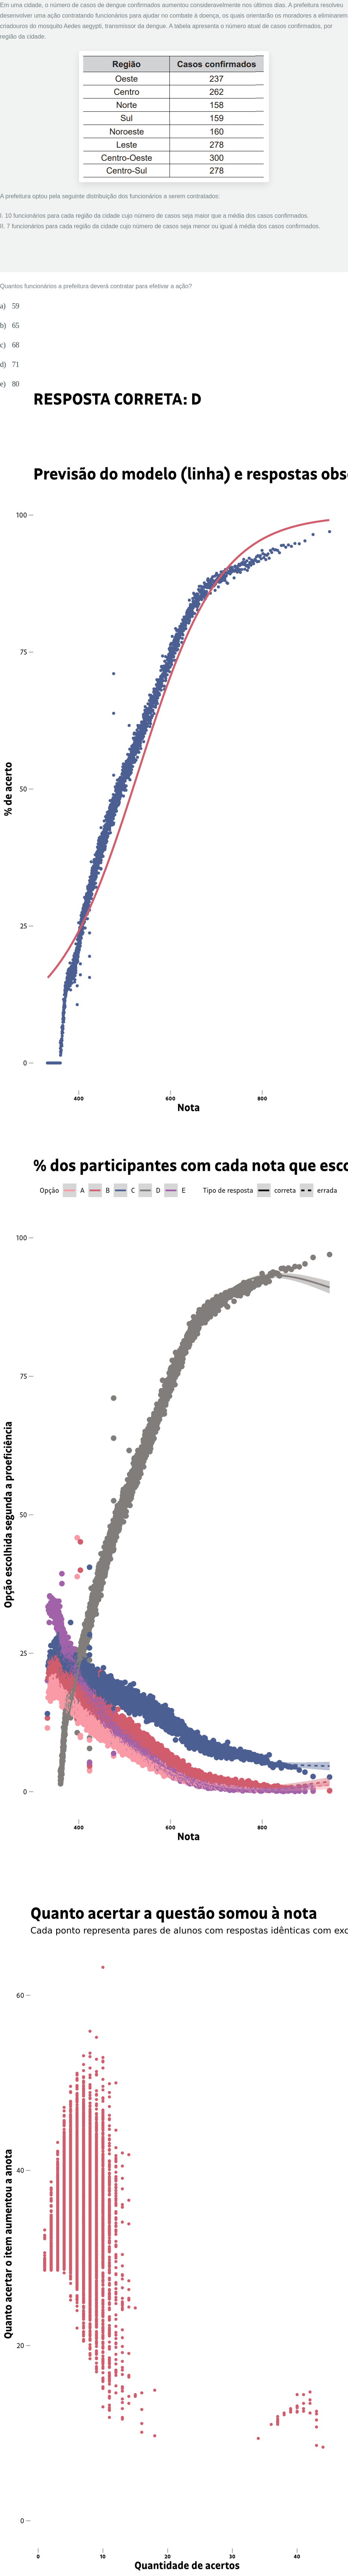 Em uma cidade, o número de casos de dengue confirmados aumentou consideravelmente nos últimos dias. A prefeitura resolveu
desenvolver uma ação contratando funcionários para ajudar no combate à doença, os quais orientarão os moradores a eliminarem
criadouros do mosquito Aedes aegypti, transmissor da dengue. A tabela apresenta o número atual de casos confirmados, por
região da cidade.
Região Casos confirmados
Oeste 237
Centro 262
Norte 158
Sul 159
Noroeste 160
Leste 278
Centro-Oeste 300
Centro-Sul 278
A prefeitura optou pela seguinte distribuição dos funcionários a serem contratados:
I. 10 funcionários para cada região da cidade cujo número de casos seja maior que a média dos casos confirmados.
II. 7 funcionários para cada região da cidade cujo número de casos seja menor ou igual à média dos casos confirmados.
Quantos funcionários a prefeitura deverá contratar para efetivar a ação?
a) 59
b) 65
c) 68
d) 71
e) 80
RESPOSTA CORRETA: D
Previsão do modelo (linha) e respostas obs
100
75
50
25
0
% de acerto
400 600 800
Nota
% dos participantes com cada nota que esco
Opção A B C D E Tipo de resposta correta errada
100
75
50
25
0
Opção escolhida segunda a proeficiência
400 600 800
Nota
Quanto acertar a questão somou à nota
Cada ponto representa pares de alunos com respostas idênticas com exc
60
40
20
0
Quanto acertar o item aumentou a anota
0 10 20 30 40
Quantidade de acertos